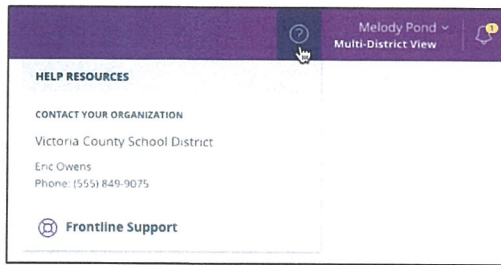 Melody Pond
Multi-District View
1
HELP RESOURCES
CONTACT YOUR ORGANIZATION
Victoria County School District
Eric Owens
Phone: (555) 849-9075
Frontline Support